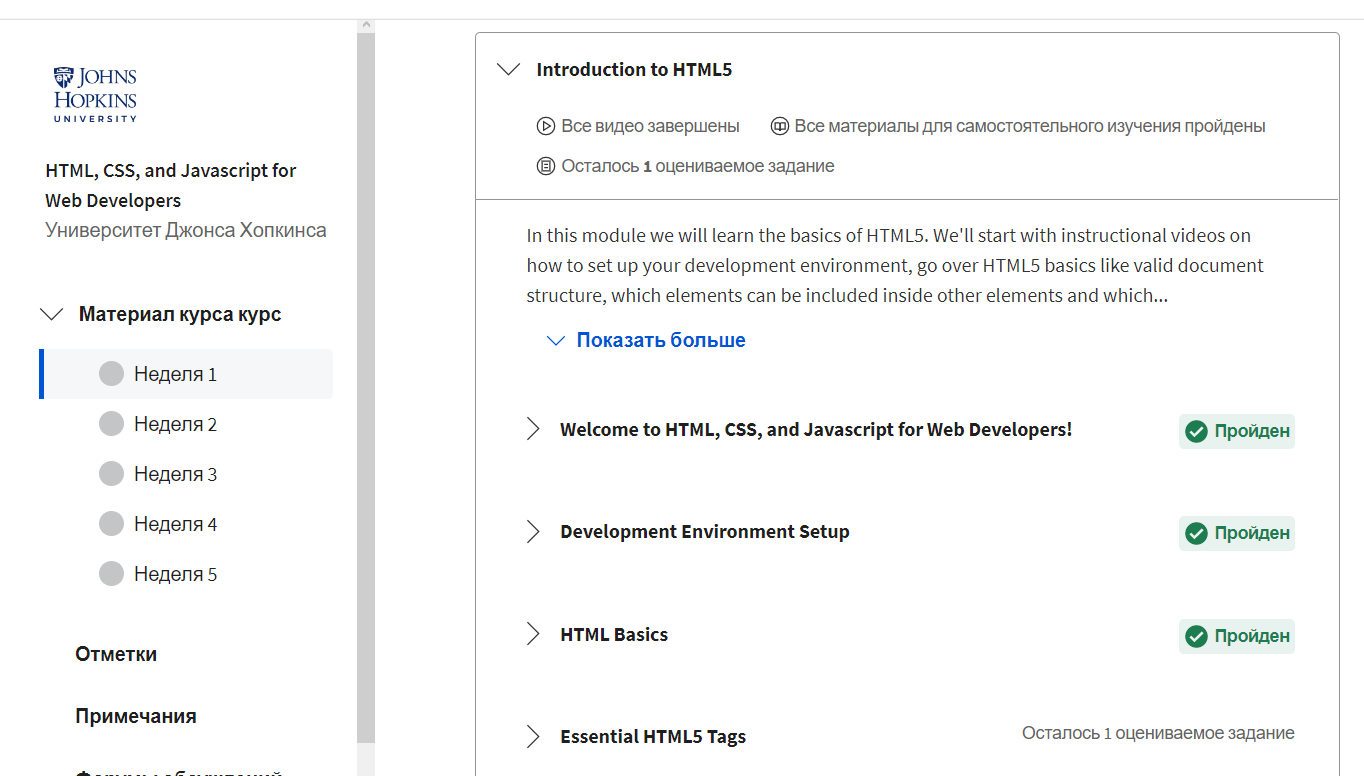 JOHNS
HOPKINS
UNIVERSITY
HTML, CSS, and Javascript for
Web Developers
Университет Джонса Хопкинса
Материал курса курс
Неделя 1
Неделя 2
Неделя 3
Неделя 4
Неделя 5
Отметки
Примечания
Introduction to HTML5
Все видео завершены
Все материалы для самостоятельного изучения пройдены
Осталось 1 оцениваемое задание
In this module we will learn the basics of HTML5. We'll start with instructional videos on
how to set up your development environment, go over HTML5 basics like valid document
structure, which elements can be included inside other elements and which...
Показать больше
Welcome to HTML, CSS, and Javascript for Web Developers!
Пройден
Development Environment Setup
Пройден
HTML Basics
Пройден
Essential HTML5 Tags
Осталось 1 оцениваемое задание